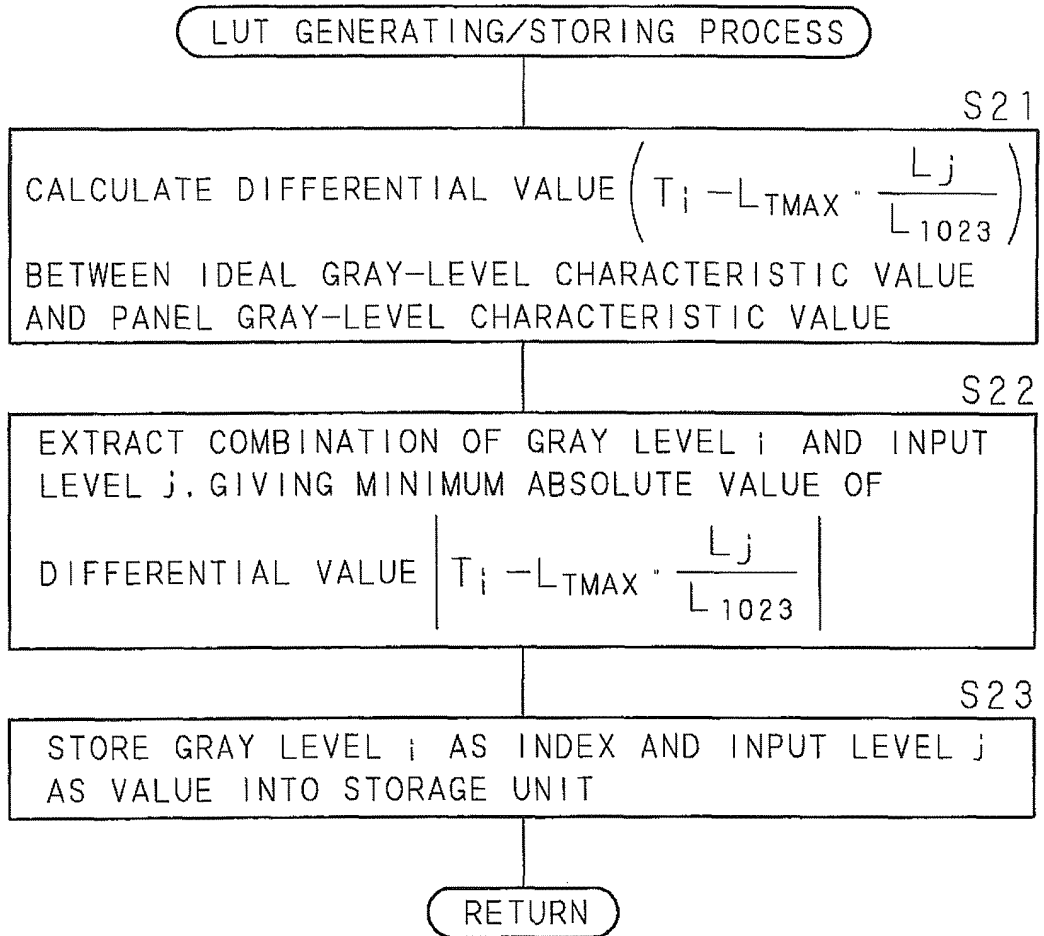 LUT GENERATING/STORING PROCESS
S21
CALCULATE DIFFERENTIAL VALUE (Ti −LTMAX · Lj / L1023)
BETWEEN IDEAL GRAY-LEVEL CHARACTERISTIC VALUE
AND PANEL GRAY-LEVEL CHARACTERISTIC VALUE
S22
EXTRACT COMBINATION OF GRAY LEVEL i AND INPUT
LEVEL j, GIVING MINIMUM ABSOLUTE VALUE OF
DIFFERENTIAL VALUE |Ti −LTMAX · Lj / L1023|
S23
STORE GRAY LEVEL i AS INDEX AND INPUT LEVEL j
AS VALUE INTO STORAGE UNIT
RETURN